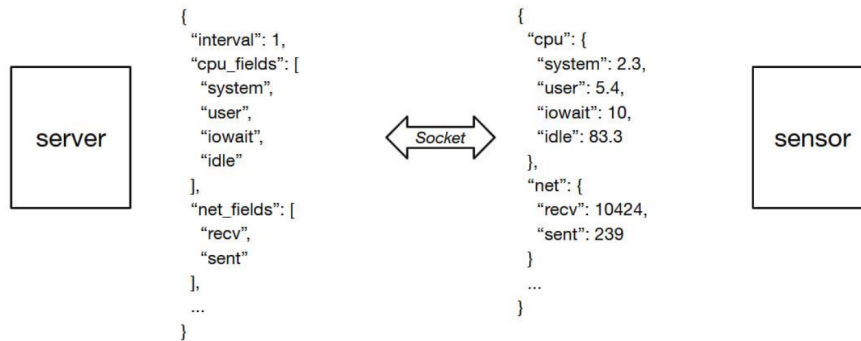 server
{
“interval”: 1,
“cpu_fields”: [
“system”,
“user”,
“iowait”,
“idle”
],
“net_fields”: [
“recv”,
“sent”
],
...
}
Socket
{
“cpu”: {
“system”: 2.3,
“user”: 5.4,
“iowait”: 10,
“idle”: 83.3
},
“net”: {
“recv”: 10424,
“sent”: 239
}
...
}
sensor